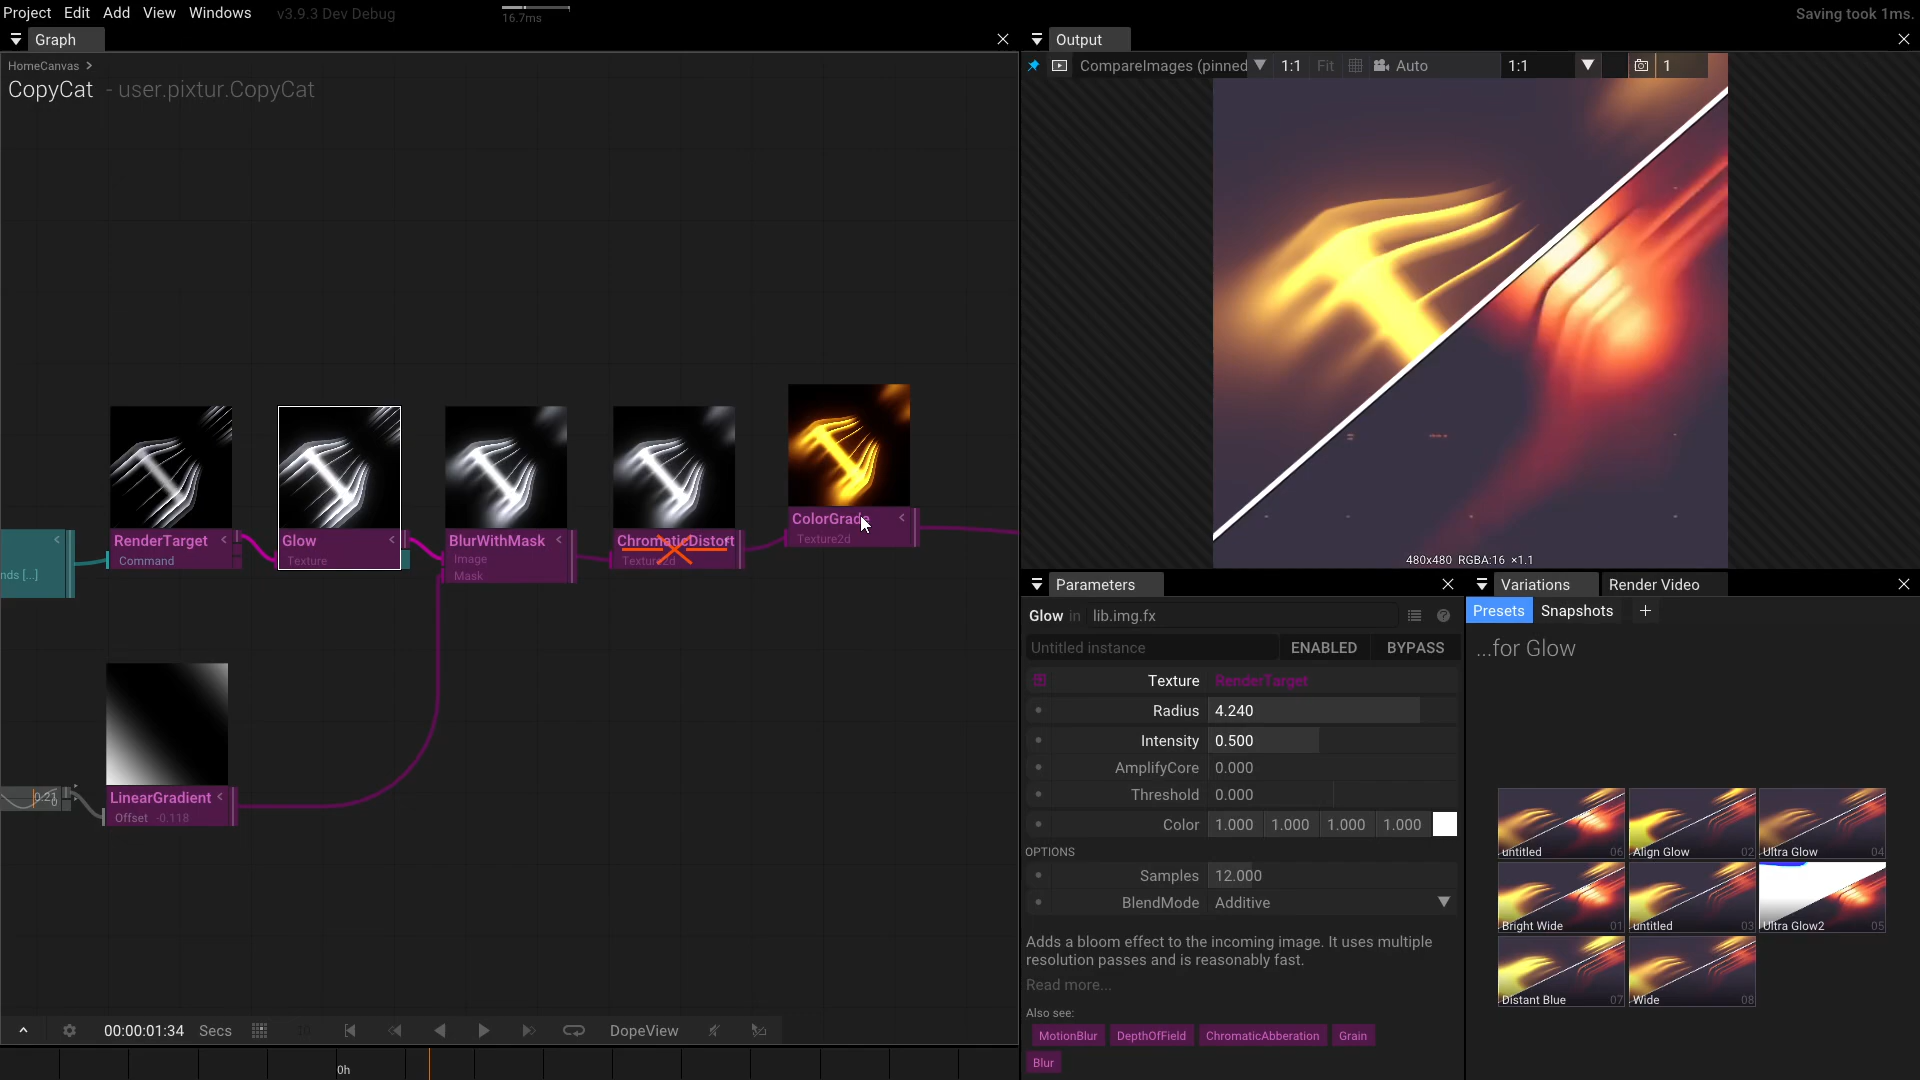 Project Edit Add View Windows v3.9.3 Dev Debug 16.7ms Saving took 1ms.
Graph
HomeCanvas >
CopyCat - user.pixtur.CopyCat
nds [...]
RenderTarget <
Command
Glow <
Texture
BlurWithMask <
Image
Mask
ChromaticDistort
Texture2d
ColorGrade <
Texture2d
0.21
LinearGradient <
Offset -0.118
00:00:01:34 Secs 20 DopeView
0h
Output
CompareImages (pinned 1:1 Fit Auto 1:1 1
480x480 RGBA:16 ×1.1
Parameters
Glow in lib.img.fx
Untitled instance ENABLED BYPASS
Texture RenderTarget
Radius 4.240
Intensity 0.500
AmplifyCore 0.000
Threshold 0.000
Color 1.000 1.000 1.000 1.000
OPTIONS
Samples 12.000
BlendMode Additive
Adds a bloom effect to the incoming image. It uses multiple
resolution passes and is reasonably fast.
Read more...
Also see:
MotionBlur DepthOfField ChromaticAbberation Grain
Blur
Variations Render Video
Presets Snapshots +
...for Glow
untitled 06 Align Glow 02 Ultra Glow 04
Bright Wide 01 untitled 03 Ultra Glow2 05
Distant Blue 07 Wide 08